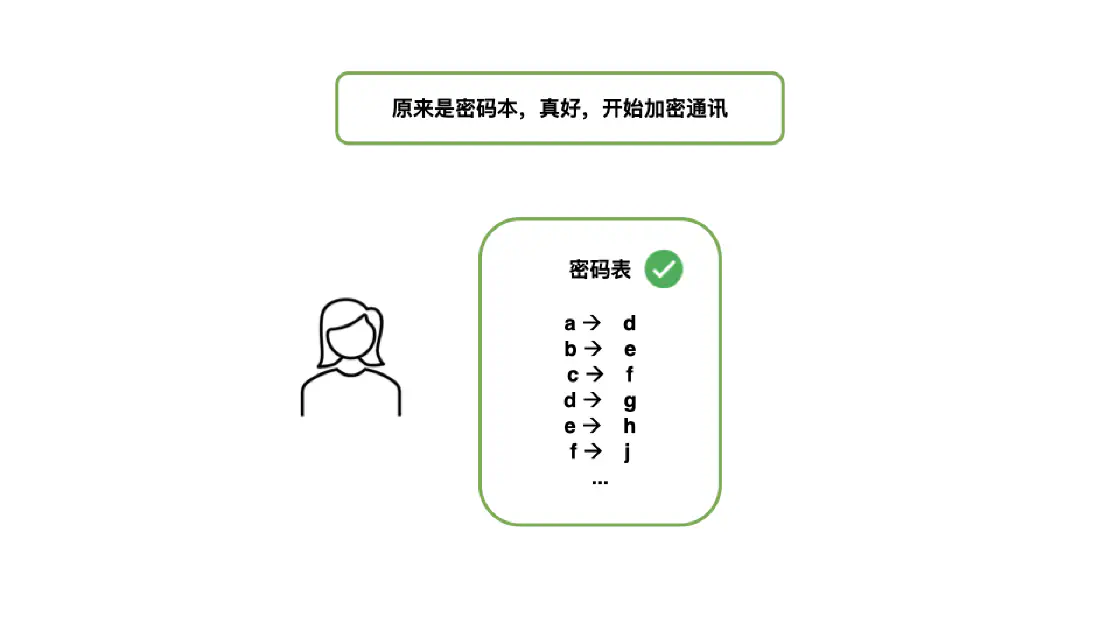 原来是密码本，真好，开始加密通讯
密码表
a → d
b → e
c → f
d → g
e → h
f → j
...